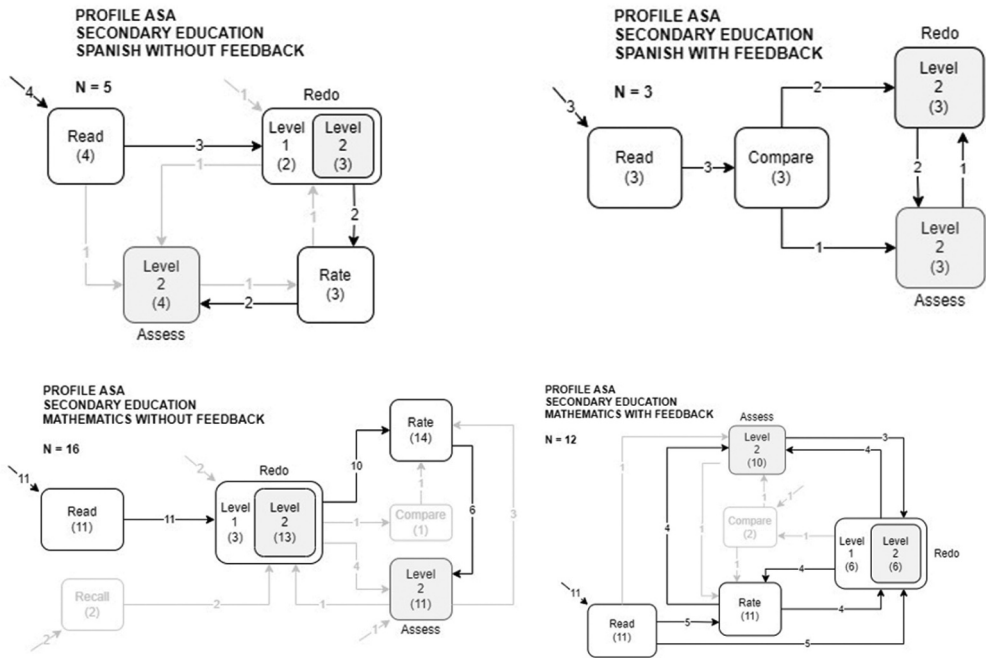 PROFILE ASA
SECONDARY EDUCATION
SPANISH WITHOUT FEEDBACK
N = 5
4
1
Redo
Read
(4)
3
Level
1
(2)
Level
2
(3)
1
1
1
2
Level
2
(4)
1
2
Rate
(3)
Assess
PROFILE ASA
SECONDARY EDUCATION
SPANISH WITH FEEDBACK
N = 3
3
Redo
Level
2
(3)
2
Read
(3)
3
Compare
(3)
2
1
1
Level
2
(3)
Assess
PROFILE ASA
SECONDARY EDUCATION
MATHEMATICS WITHOUT FEEDBACK
N = 16
11
2
Redo
Read
(11)
11
Level
1
(3)
Level
2
(13)
10
Rate
(14)
1
1
Compare
(1)
6
3
4
Recall
(2)
2
2
1
Level
2
(11)
1
Assess
PROFILE ASA
SECONDARY EDUCATION
MATHEMATICS WITH FEEDBACK
N = 12
Assess
Level
2
(10)
3
4
1
1
1
Compare
(2)
1
1
1
4
Level
1
(6)
Level
2
(6)
Redo
4
11
Rate
(11)
4
Read
(11)
5
5